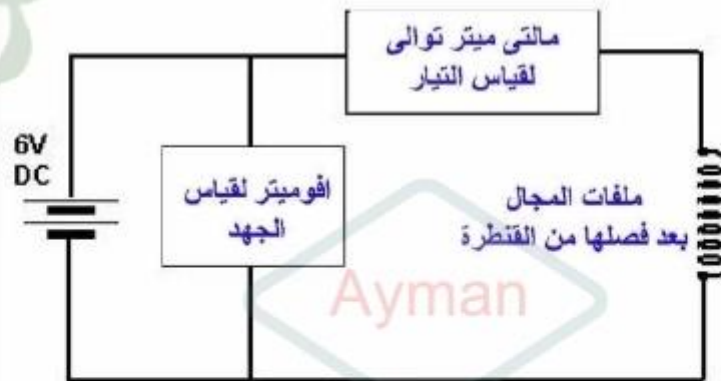 مالتى ميتر توالى
لقياس التيار
6V
DC
افوميتر لقياس
الجهد
ملفات المجال
بعد فصلها من القنطرة
Ayman